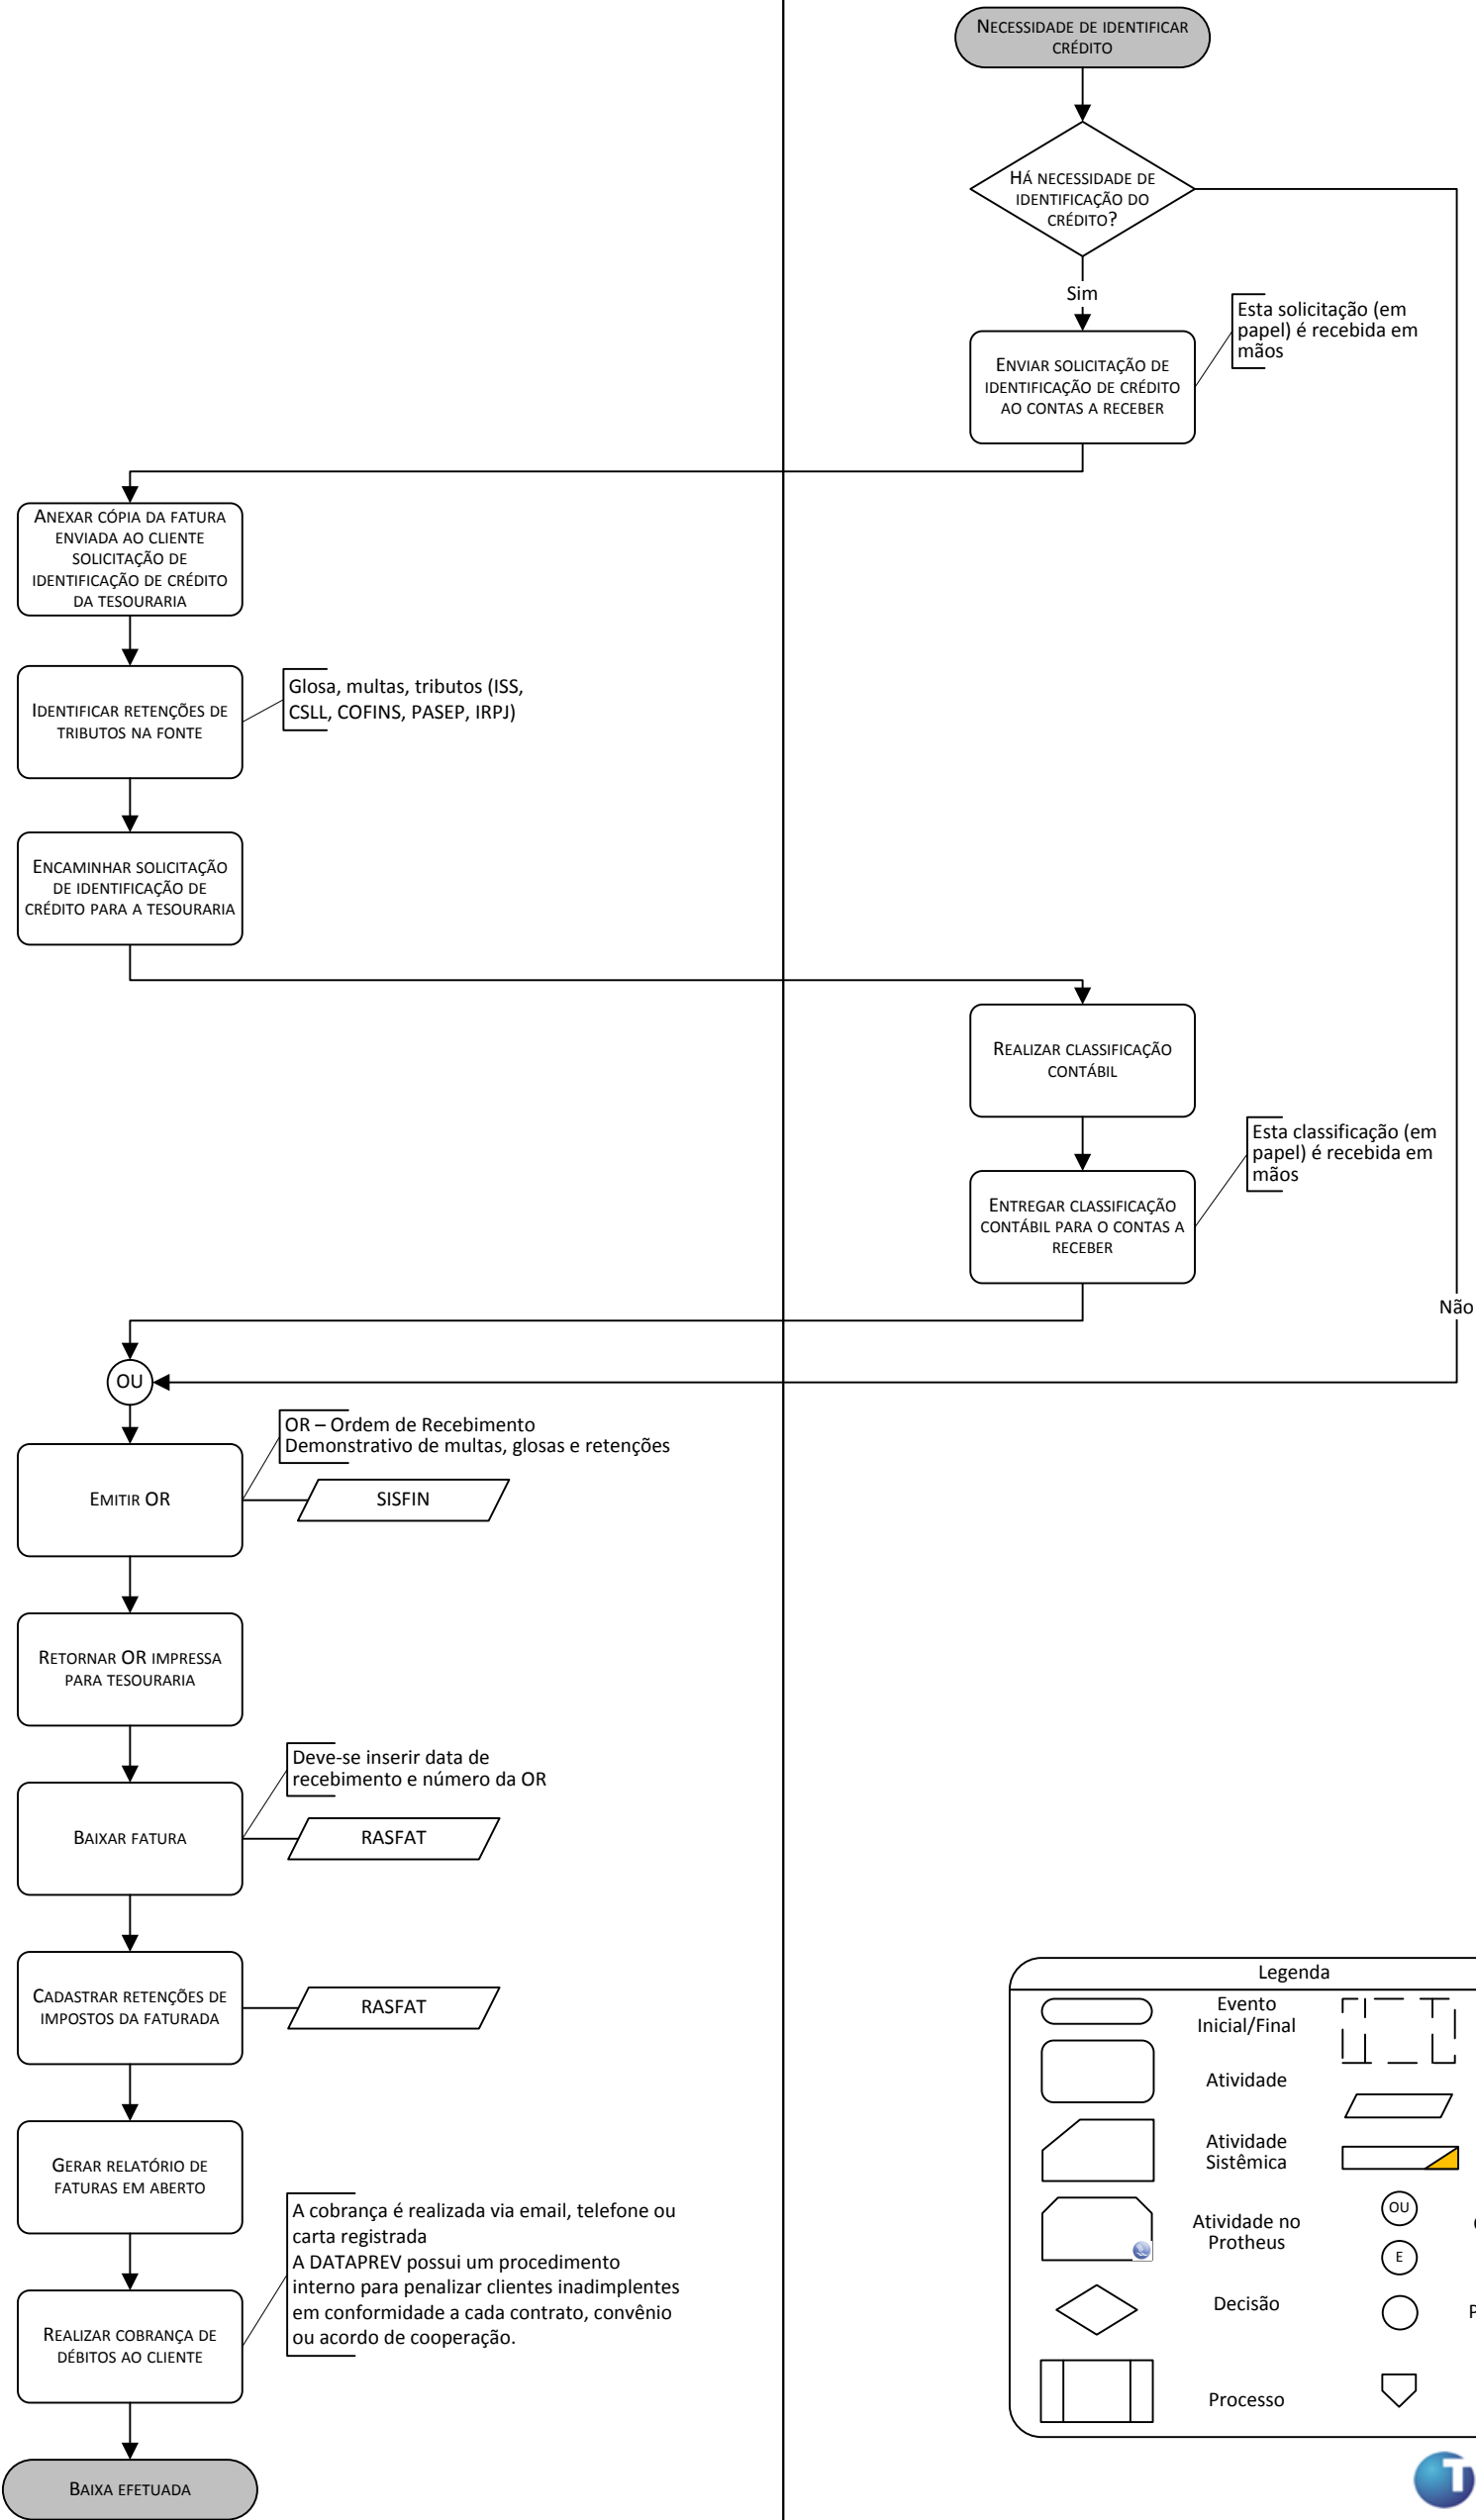 NECESSIDADE DE IDENTIFICAR
CRÉDITO
HÁ NECESSIDADE DE
IDENTIFICAÇÃO DO
CRÉDITO?
Sim
Esta solicitação (em
papel) é recebida em
mãos
ENVIAR SOLICITAÇÃO DE
IDENTIFICAÇÃO DE CRÉDITO
AO CONTAS A RECEBER
ANEXAR CÓPIA DA FATURA
ENVIADA AO CLIENTE
SOLICITAÇÃO DE
IDENTIFICAÇÃO DE CRÉDITO
DA TESOURARIA
IDENTIFICAR RETENÇÕES DE
TRIBUTOS NA FONTE
Glosa, multas, tributos (ISS,
CSLL, COFINS, PASEP, IRPJ)
ENCAMINHAR SOLICITAÇÃO
DE IDENTIFICAÇÃO DE
CRÉDITO PARA A TESOURARIA
REALIZAR CLASSIFICAÇÃO
CONTÁBIL
Esta classificação (em
papel) é recebida em
mãos
ENTREGAR CLASSIFICAÇÃO
CONTÁBIL PARA O CONTAS A
RECEBER
Não
OU
OR – Ordem de Recebimento
Demonstrativo de multas, glosas e retenções
EMITIR OR
SISFIN
RETORNAR OR IMPRESSA
PARA TESOURARIA
Deve-se inserir data de
recebimento e número da OR
BAIXAR FATURA
RASFAT
CADASTRAR RETENÇÕES DE
IMPOSTOS DA FATURADA
RASFAT
GERAR RELATÓRIO DE
FATURAS EM ABERTO
A cobrança é realizada via email, telefone ou
carta registrada
A DATAPREV possui um procedimento
interno para penalizar clientes inadimplentes
em conformidade a cada contrato, convênio
ou acordo de cooperação.
REALIZAR COBRANÇA DE
DÉBITOS AO CLIENTE
BAIXA EFETUADA
Legenda
Evento
Inicial/Final
Atividade
Atividade
Sistêmica
Atividade no
Protheus
OU
E
Decisão
P
Processo
T